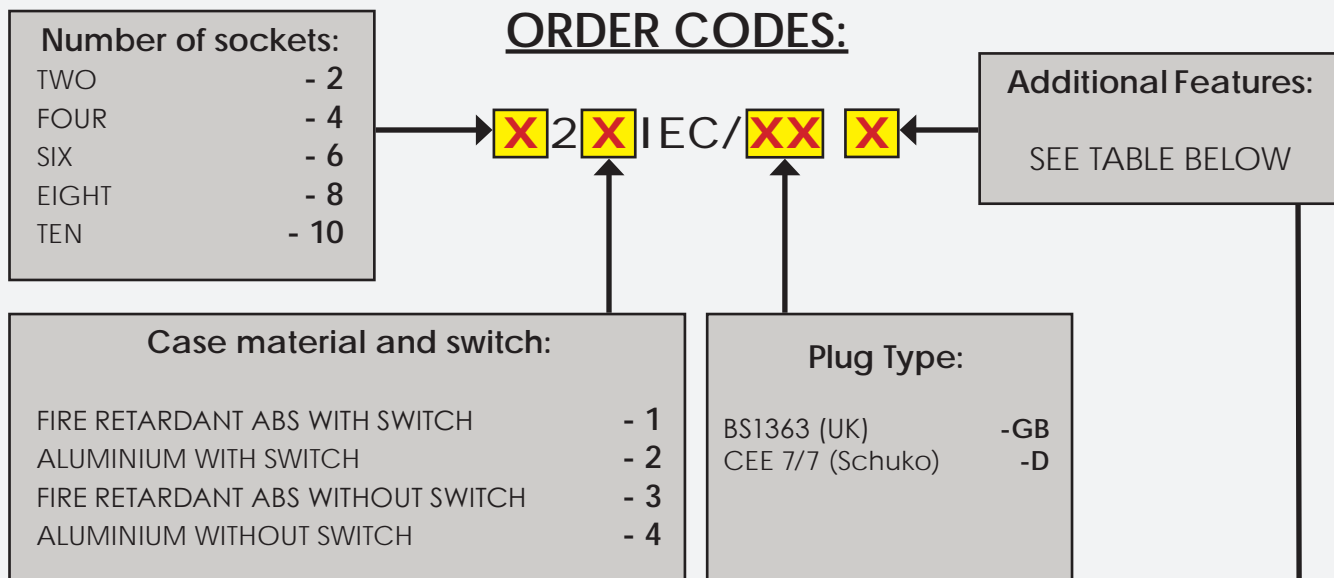 ORDER CODES:
Number of sockets:
TWO - 2
FOUR - 4
SIX - 6
EIGHT - 8
TEN - 10
X2XIEC/XX X
Additional Features:
SEE TABLE BELOW
Case material and switch:
FIRE RETARDANT ABS WITH SWITCH - 1
ALUMINIUM WITH SWITCH - 2
FIRE RETARDANT ABS WITHOUT SWITCH - 3
ALUMINIUM WITHOUT SWITCH - 4
Plug Type:
BS1363 (UK) -GB
CEE 7/7 (Schuko) -D